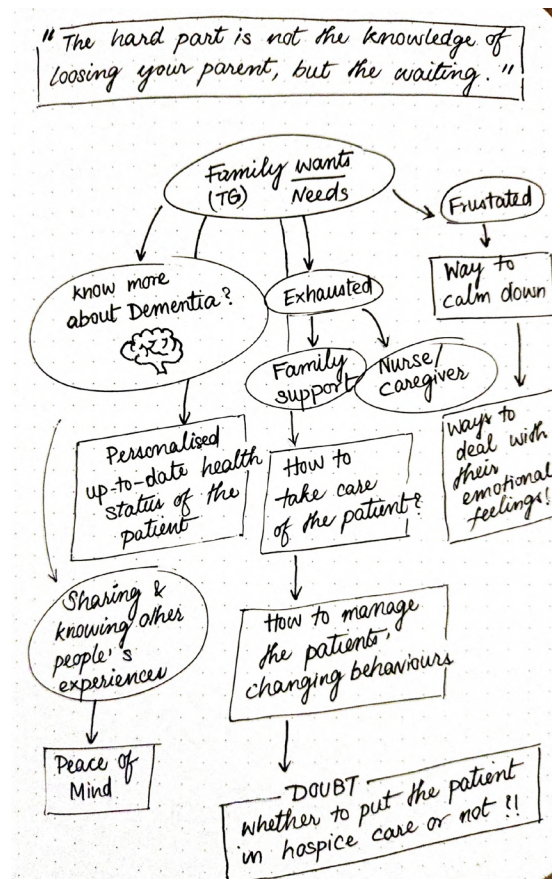 "The hard part is not the knowledge of
loosing your parent, but the waiting."
Family wants
(TG) Needs
Frustated
Way to
calm down
Ways to
deal with
their
emotional
feelings!
know more
about Dementia?
Exhausted
Family
support
Nurse/
caregiver
Personalised
up-to-date health
status of the
patient
How to
take care
of the patient?
Sharing &
knowing other
people's
experiences
How to manage
the patients'
changing behaviours
Peace of
Mind
DOUBT
whether to put the patient
in hospice care or not ?!